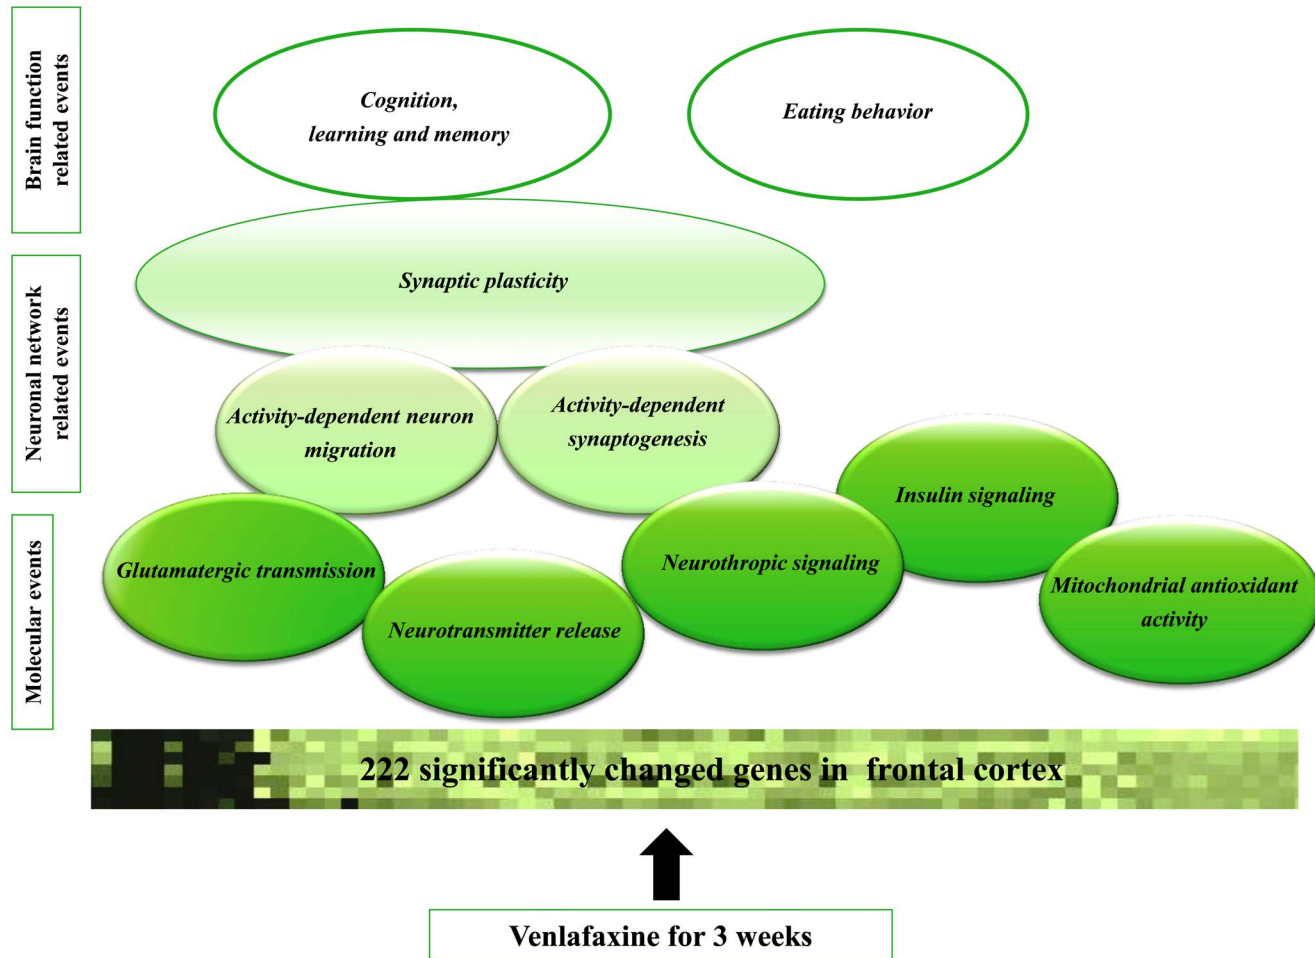 Brain function
related events
Cognition,
learning and memory
Eating behavior
Neuronal network
related events
Synaptic plasticity
Activity-dependent neuron
migration
Activity-dependent
synaptogenesis
Insulin signaling
Molecular events
Glutamatergic transmission
Neurotransmitter release
Neurothropic signaling
Mitochondrial antioxidant
activity
222 significantly changed genes in frontal cortex
Venlafaxine for 3 weeks